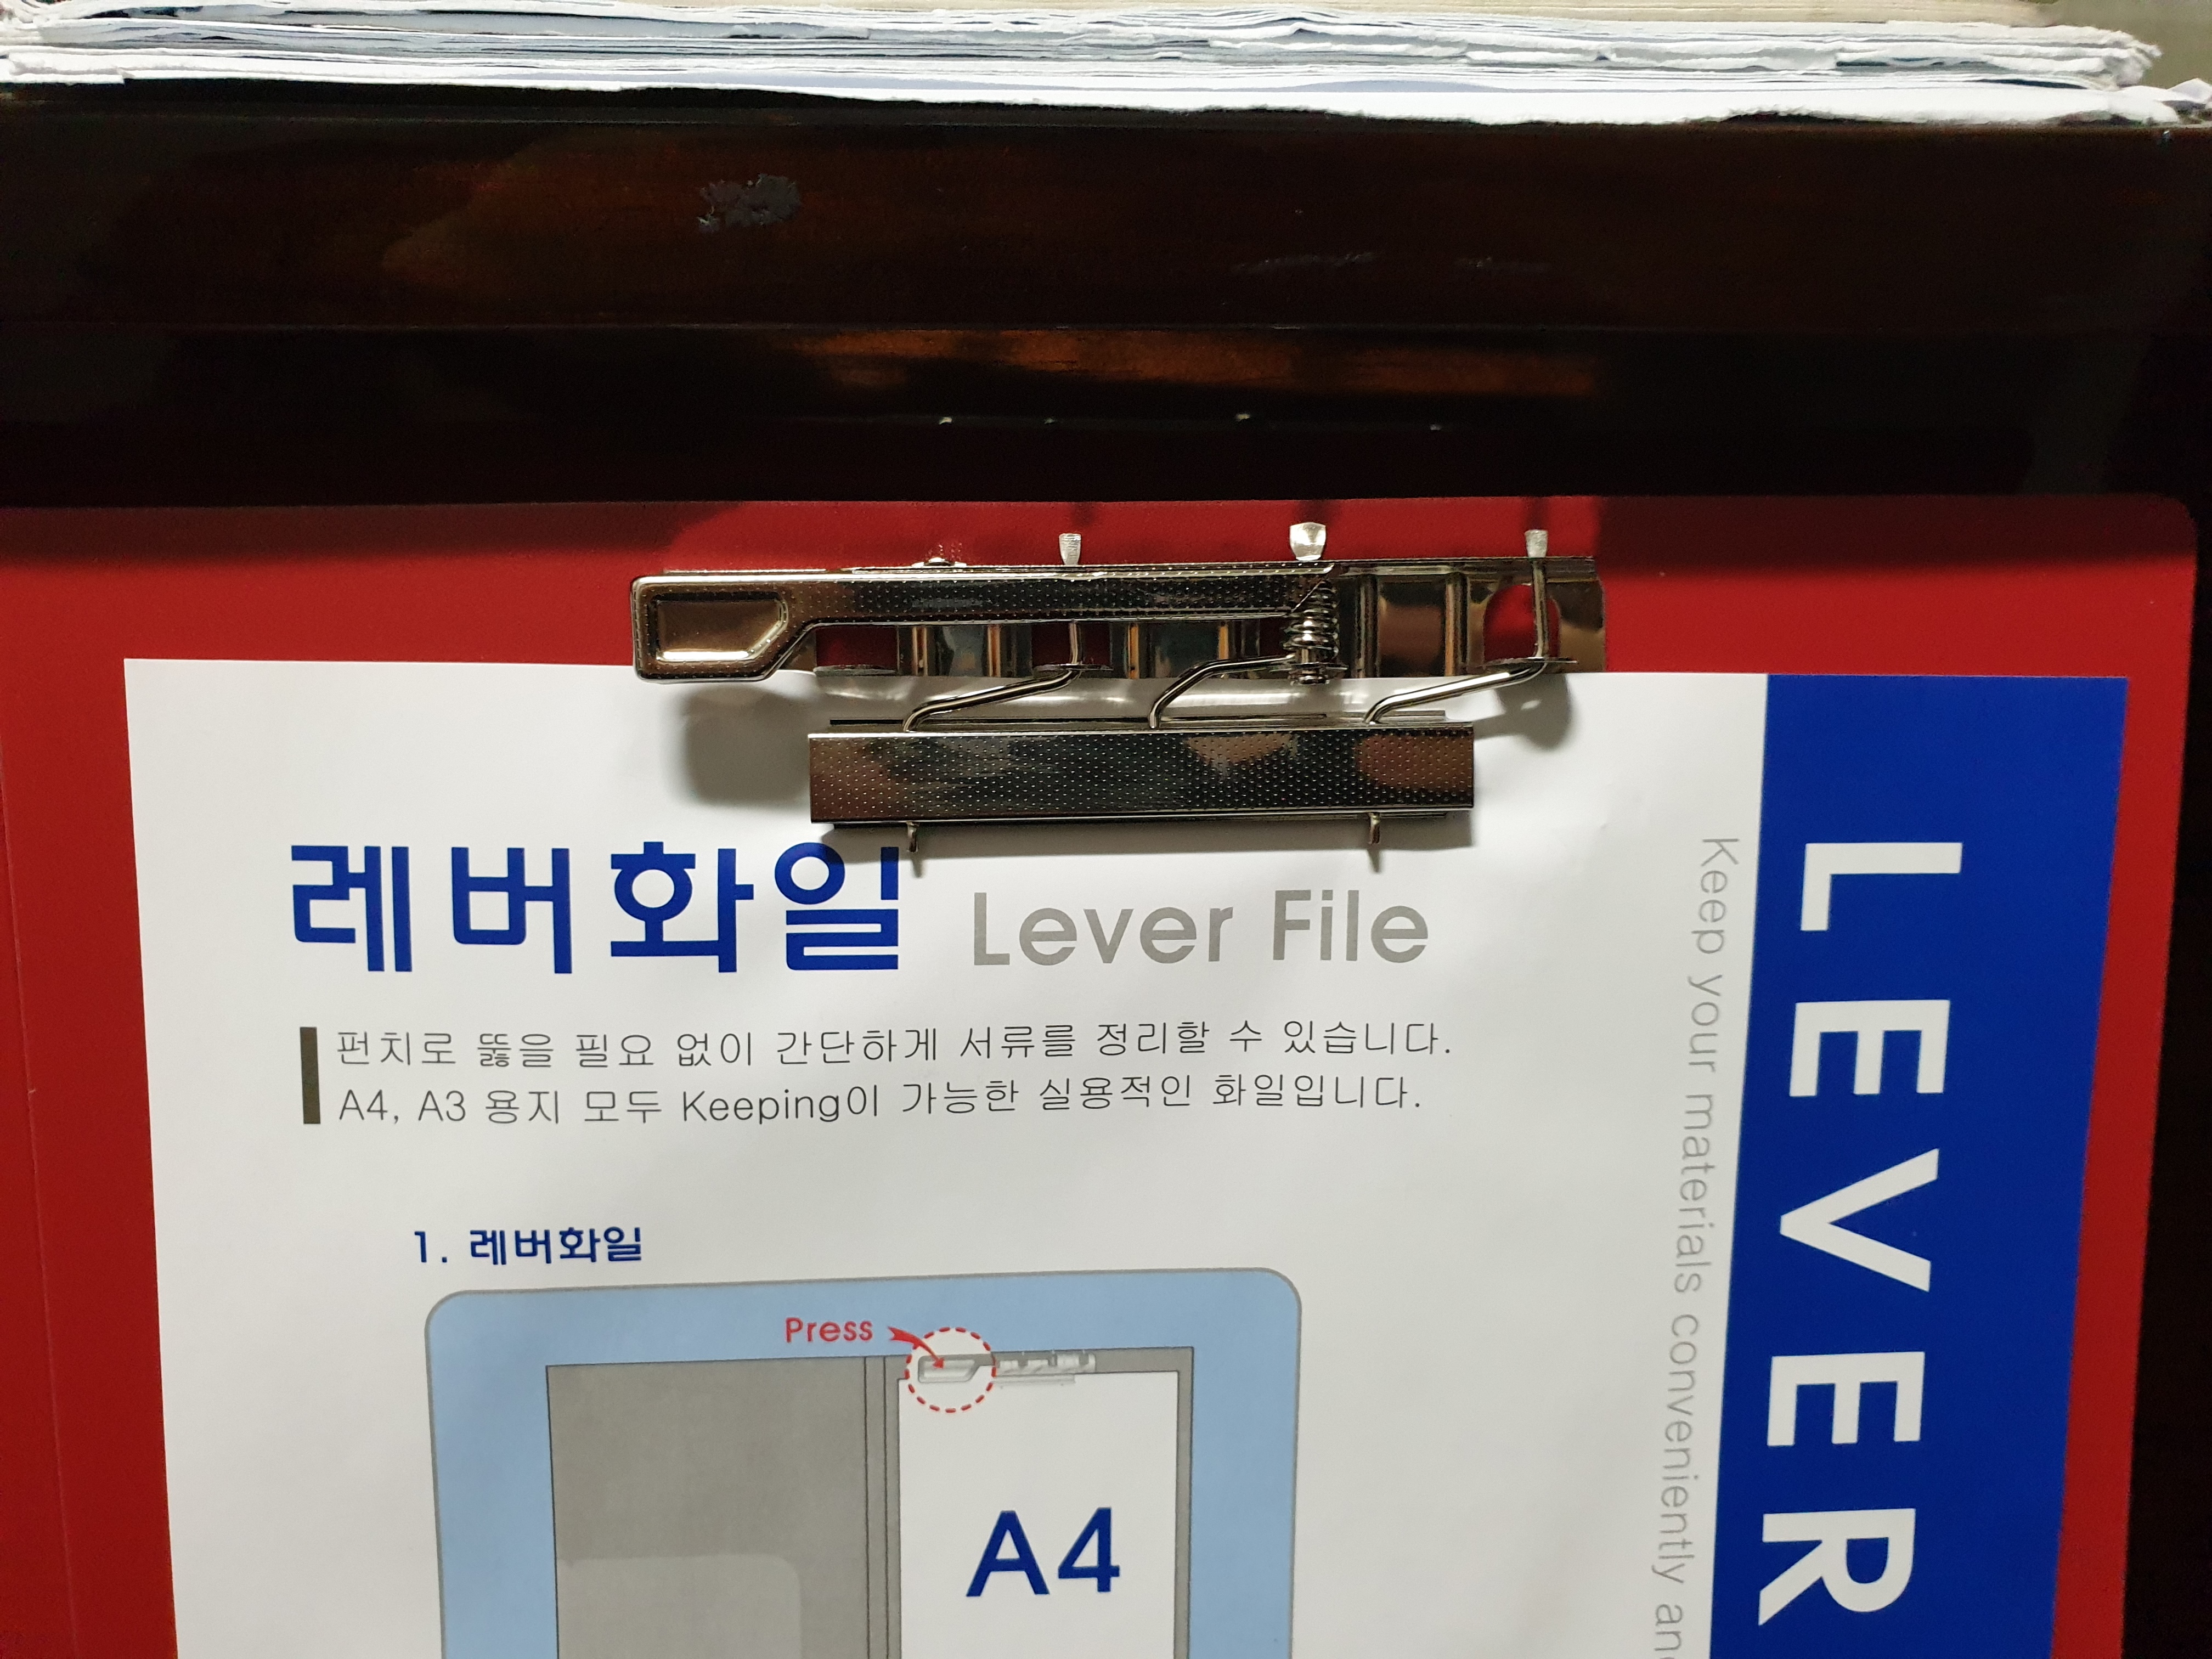 레버화일 Lever File
펀치로 뚫을 필요 없이 간단하게 서류를 정리할 수 있습니다.
A4, A3 용지 모두 Keeping이 가능한 실용적인 화일입니다.
1. 레버화일
Press
A4
Keep your materials conveniently
LEVER